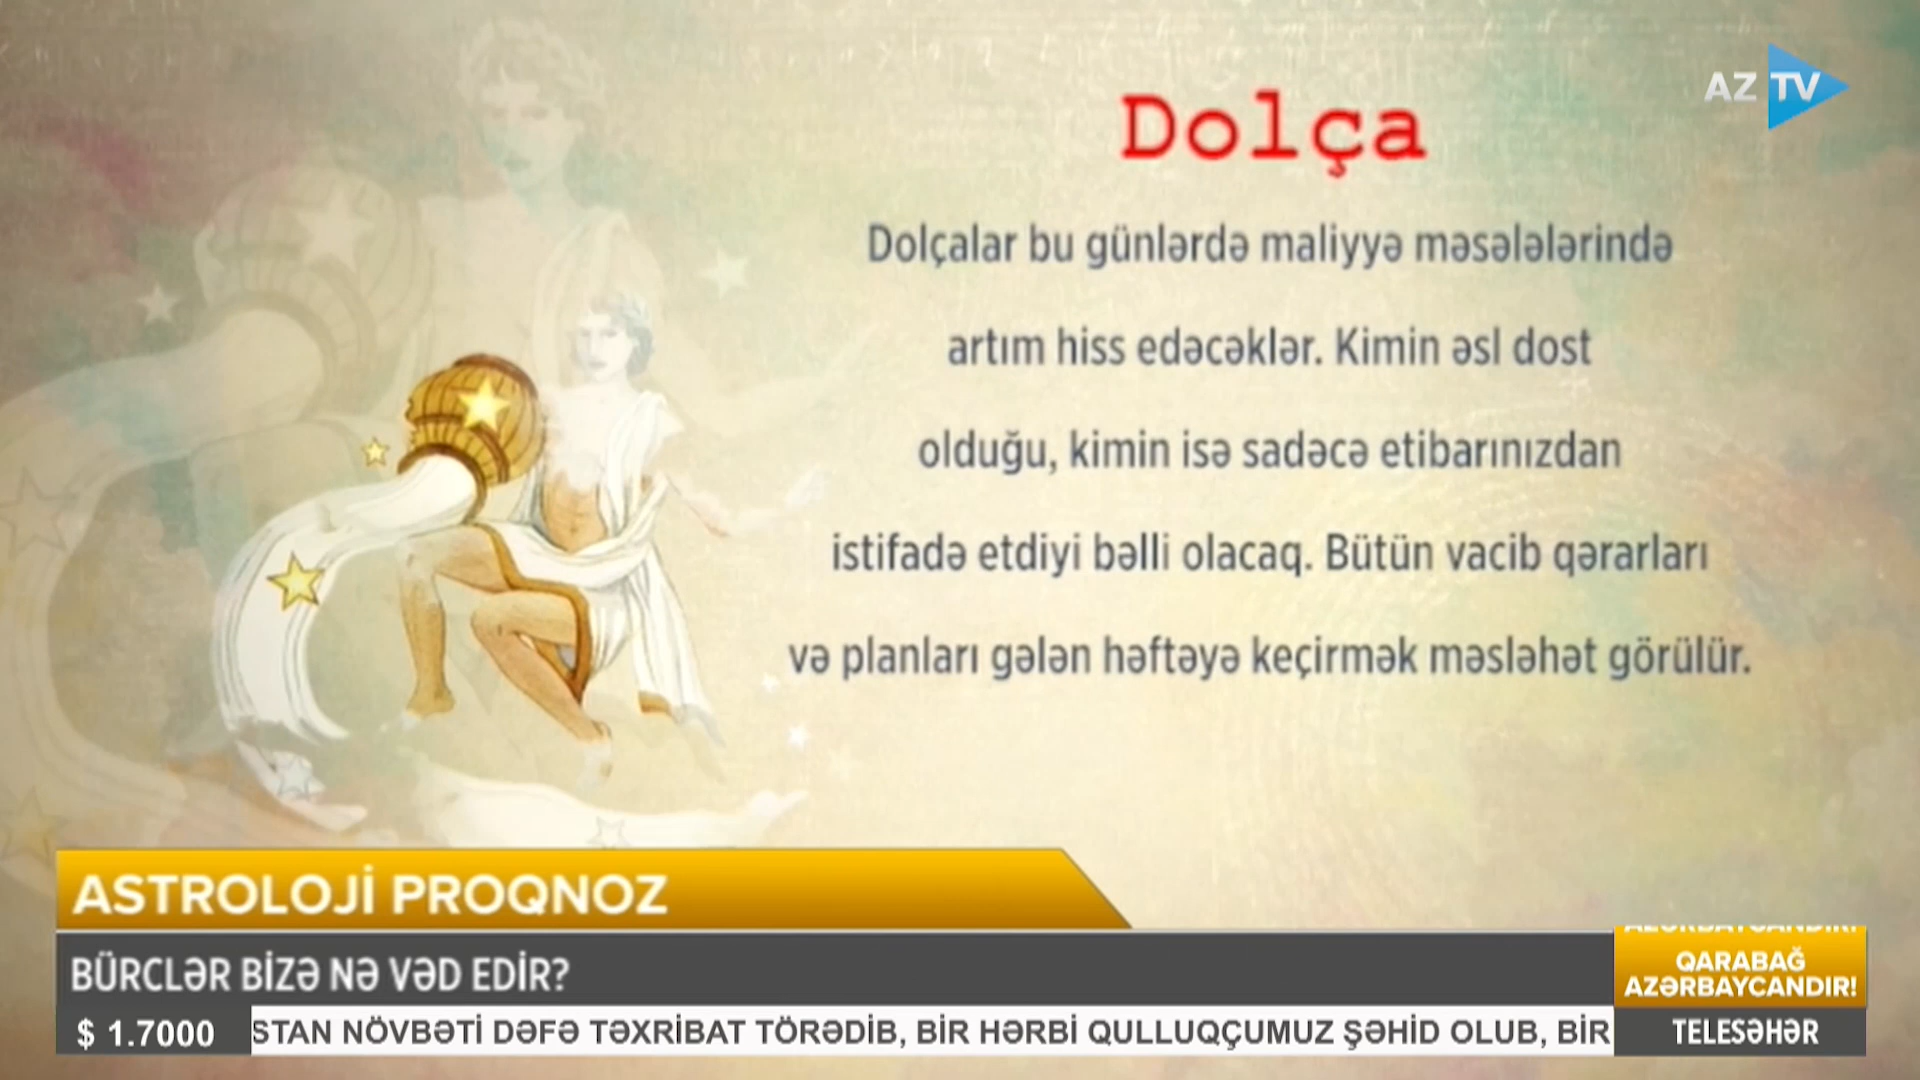 AZTV
Dolça
Dolçalar bu günlərdə maliyyə məsələlərində
artım hiss edəcəklər. Kimin əsl dost
olduğu, kimin isə sadəcə etibarınızdan
istifadə etdiyi bəlli olacaq. Bütün vacib qərarları
və planları gələn həftəyə keçirmək məsləhət görülür.
ASTROLOJİ PROQNOZ
BÜRCLƏR BİZƏ NƏ VƏD EDİR?
AZƏRBAYCANDIR!
QARABAĞ
AZƏRBAYCANDIR!
$ 1.7000
STAN NÖVBƏTİ DƏFƏ TƏXRİBAT TÖRƏDİB, BİR HƏRBİ QULLUQÇUMUZ ŞƏHİD OLUB, BİR
TELESƏHƏR